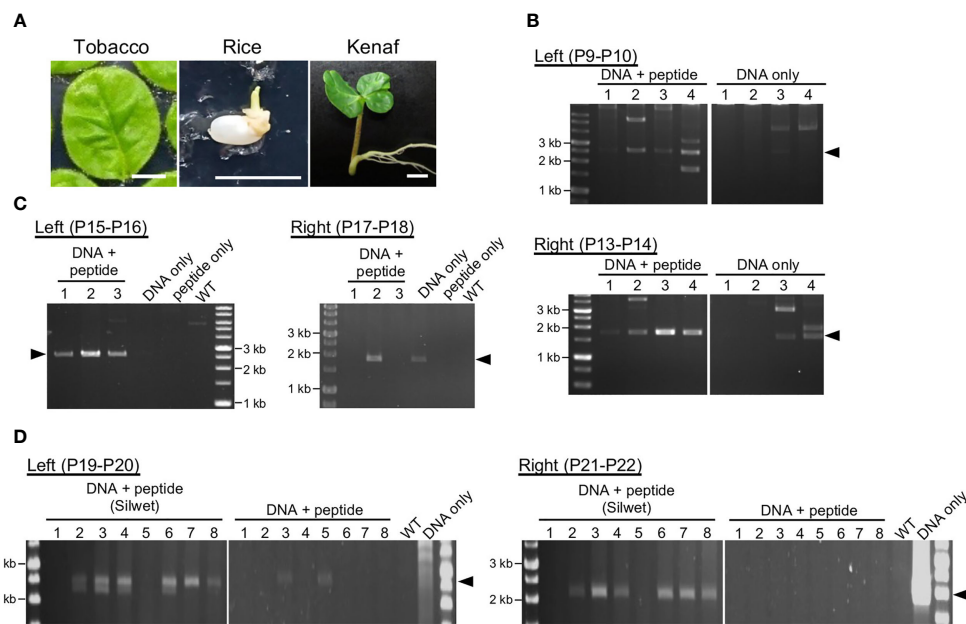 A
Tobacco Rice Kenaf
B
Left (P9-P10)
DNA + peptide DNA only
1 2 3 4 1 2 3 4
3 kb
2 kb
1 kb
Right (P13-P14)
DNA + peptide DNA only
1 2 3 4 1 2 3 4
3 kb
2 kb
1 kb
C
Left (P15-P16)
DNA +
peptide
1 2 3 DNA only peptide only WT
3 kb
2 kb
1 kb
Right (P17-P18)
DNA +
peptide
1 2 3 DNA only peptide only WT
3 kb
2 kb
1 kb
D
Left (P19-P20)
DNA + peptide
(Silwet)
DNA + peptide
1 2 3 4 5 6 7 8 1 2 3 4 5 6 7 8 WT DNA only
kb
kb
Right (P21-P22)
DNA + peptide
(Silwet)
DNA + peptide
1 2 3 4 5 6 7 8 1 2 3 4 5 6 7 8 WT DNA only
3 kb
2 kb